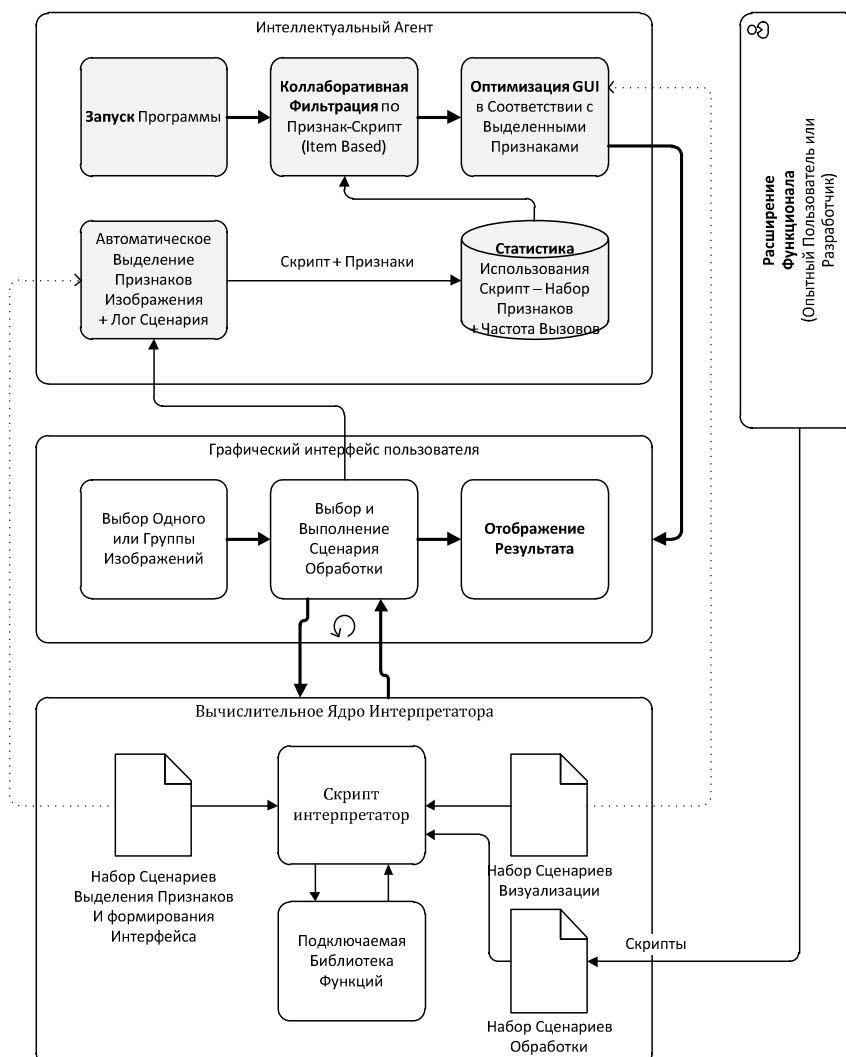 Интеллектуальный Агент
Запуск Программы
Коллаборативная
Фильтрация по
Признак-Скрипт
(Item Based)
Оптимизация GUI
в Соответствии с
Выделенными
Признаками
Автоматическое
Выделение
Признаков
Изображения
+ Лог Сценария
Скрипт + Признаки
Статистика
Использования
Скрипт – Набор
Признаков
+ Частота Вызовов
Расширение
Функционала
(Опытный Пользователь или
Разработчик)
Графический интерфейс пользователя
Выбор Одного
или Группы
Изображений
Выбор и
Выполнение
Сценария
Обработки
Отображение
Результата
Вычислительное Ядро Интерпретатора
Скрипт
интерпретатор
Набор Сценариев
Выделения Признаков
И формирования
Интерфейса
Набор Сценариев
Визуализации
Подключаемая
Библиотека
Функций
Скрипты
Набор Сценариев
Обработки